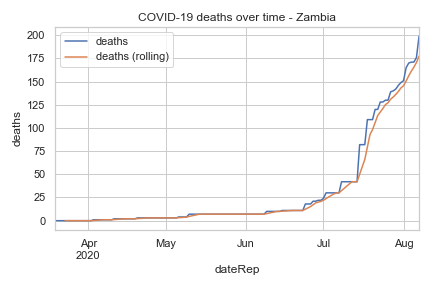 COVID-19 deaths over time - Zambia
deaths
deaths (rolling)
200
175
150
125
100
75
50
25
0
deaths
Apr
2020
May
Jun
Jul
Aug
dateRep